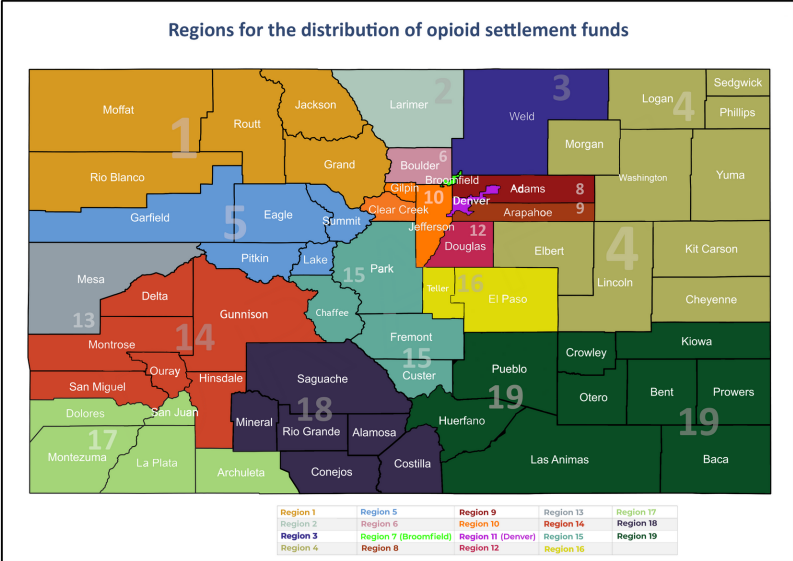 Regions for the distribution of opioid settlement funds
Moffat
Routt
Jackson
Larimer
2
Weld
3
Logan
4
Sedgwick
Phillips
1
Morgan
Washington
Yuma
Rio Blanco
Grand
Boulder
6
Broomfield
Gilpin
Clear Creek
10
Jefferson
Denver
Adams
8
Arapahoe
9
Garfield
5
Eagle
Summit
Pitkin
Lake
12
Douglas
Elbert
4
Lincoln
Kit Carson
Cheyenne
Mesa
13
Delta
Gunnison
15
Park
Chaffee
Teller
16
El Paso
Montrose
14
Ouray
Hinsdale
San Miguel
Fremont
15
Custer
Pueblo
Crowley
Kiowa
Otero
Bent
Prowers
19
Saguache
18
Mineral
Rio Grande
Alamosa
Huerfano
19
Dolores
San Juan
17
Montezuma
La Plata
Archuleta
Conejos
Costilla
Las Animas
Baca
Region 1 Region 5 Region 9 Region 13 Region 17
Region 2 Region 6 Region 10 Region 14 Region 18
Region 3 Region 7 (Broomfield) Region 11 (Denver) Region 15 Region 19
Region 4 Region 8 Region 12 Region 16